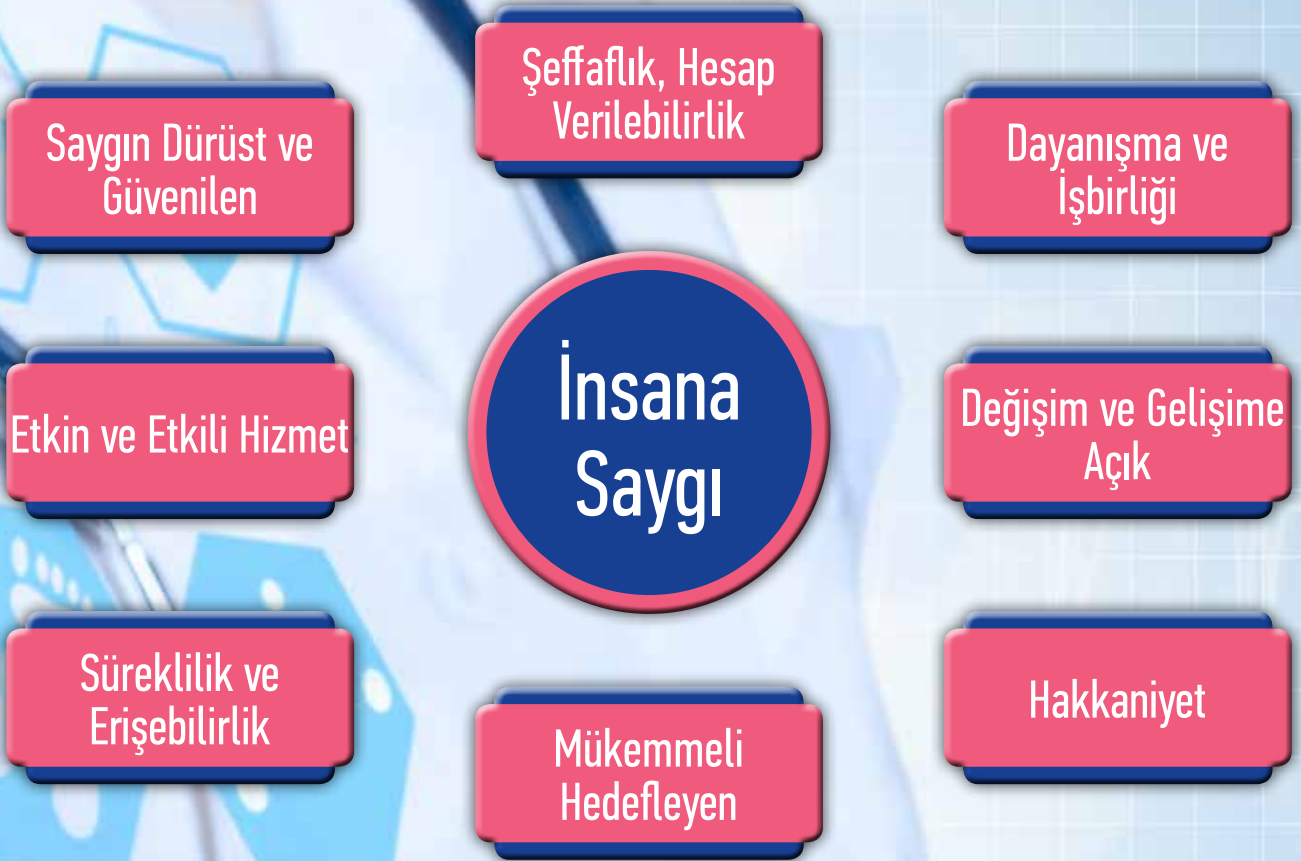 Şeffaflık, Hesap
Verilebilirlik
Saygın Dürüst ve
Güvenilen
Dayanışma ve
İşbirliği
İnsana
Saygı
Etkin ve Etkili Hizmet
Değişim ve Gelişime
Açık
Süreklilik ve
Erişebilirlik
Hakkaniyet
Mükemmeli
Hedefleyen